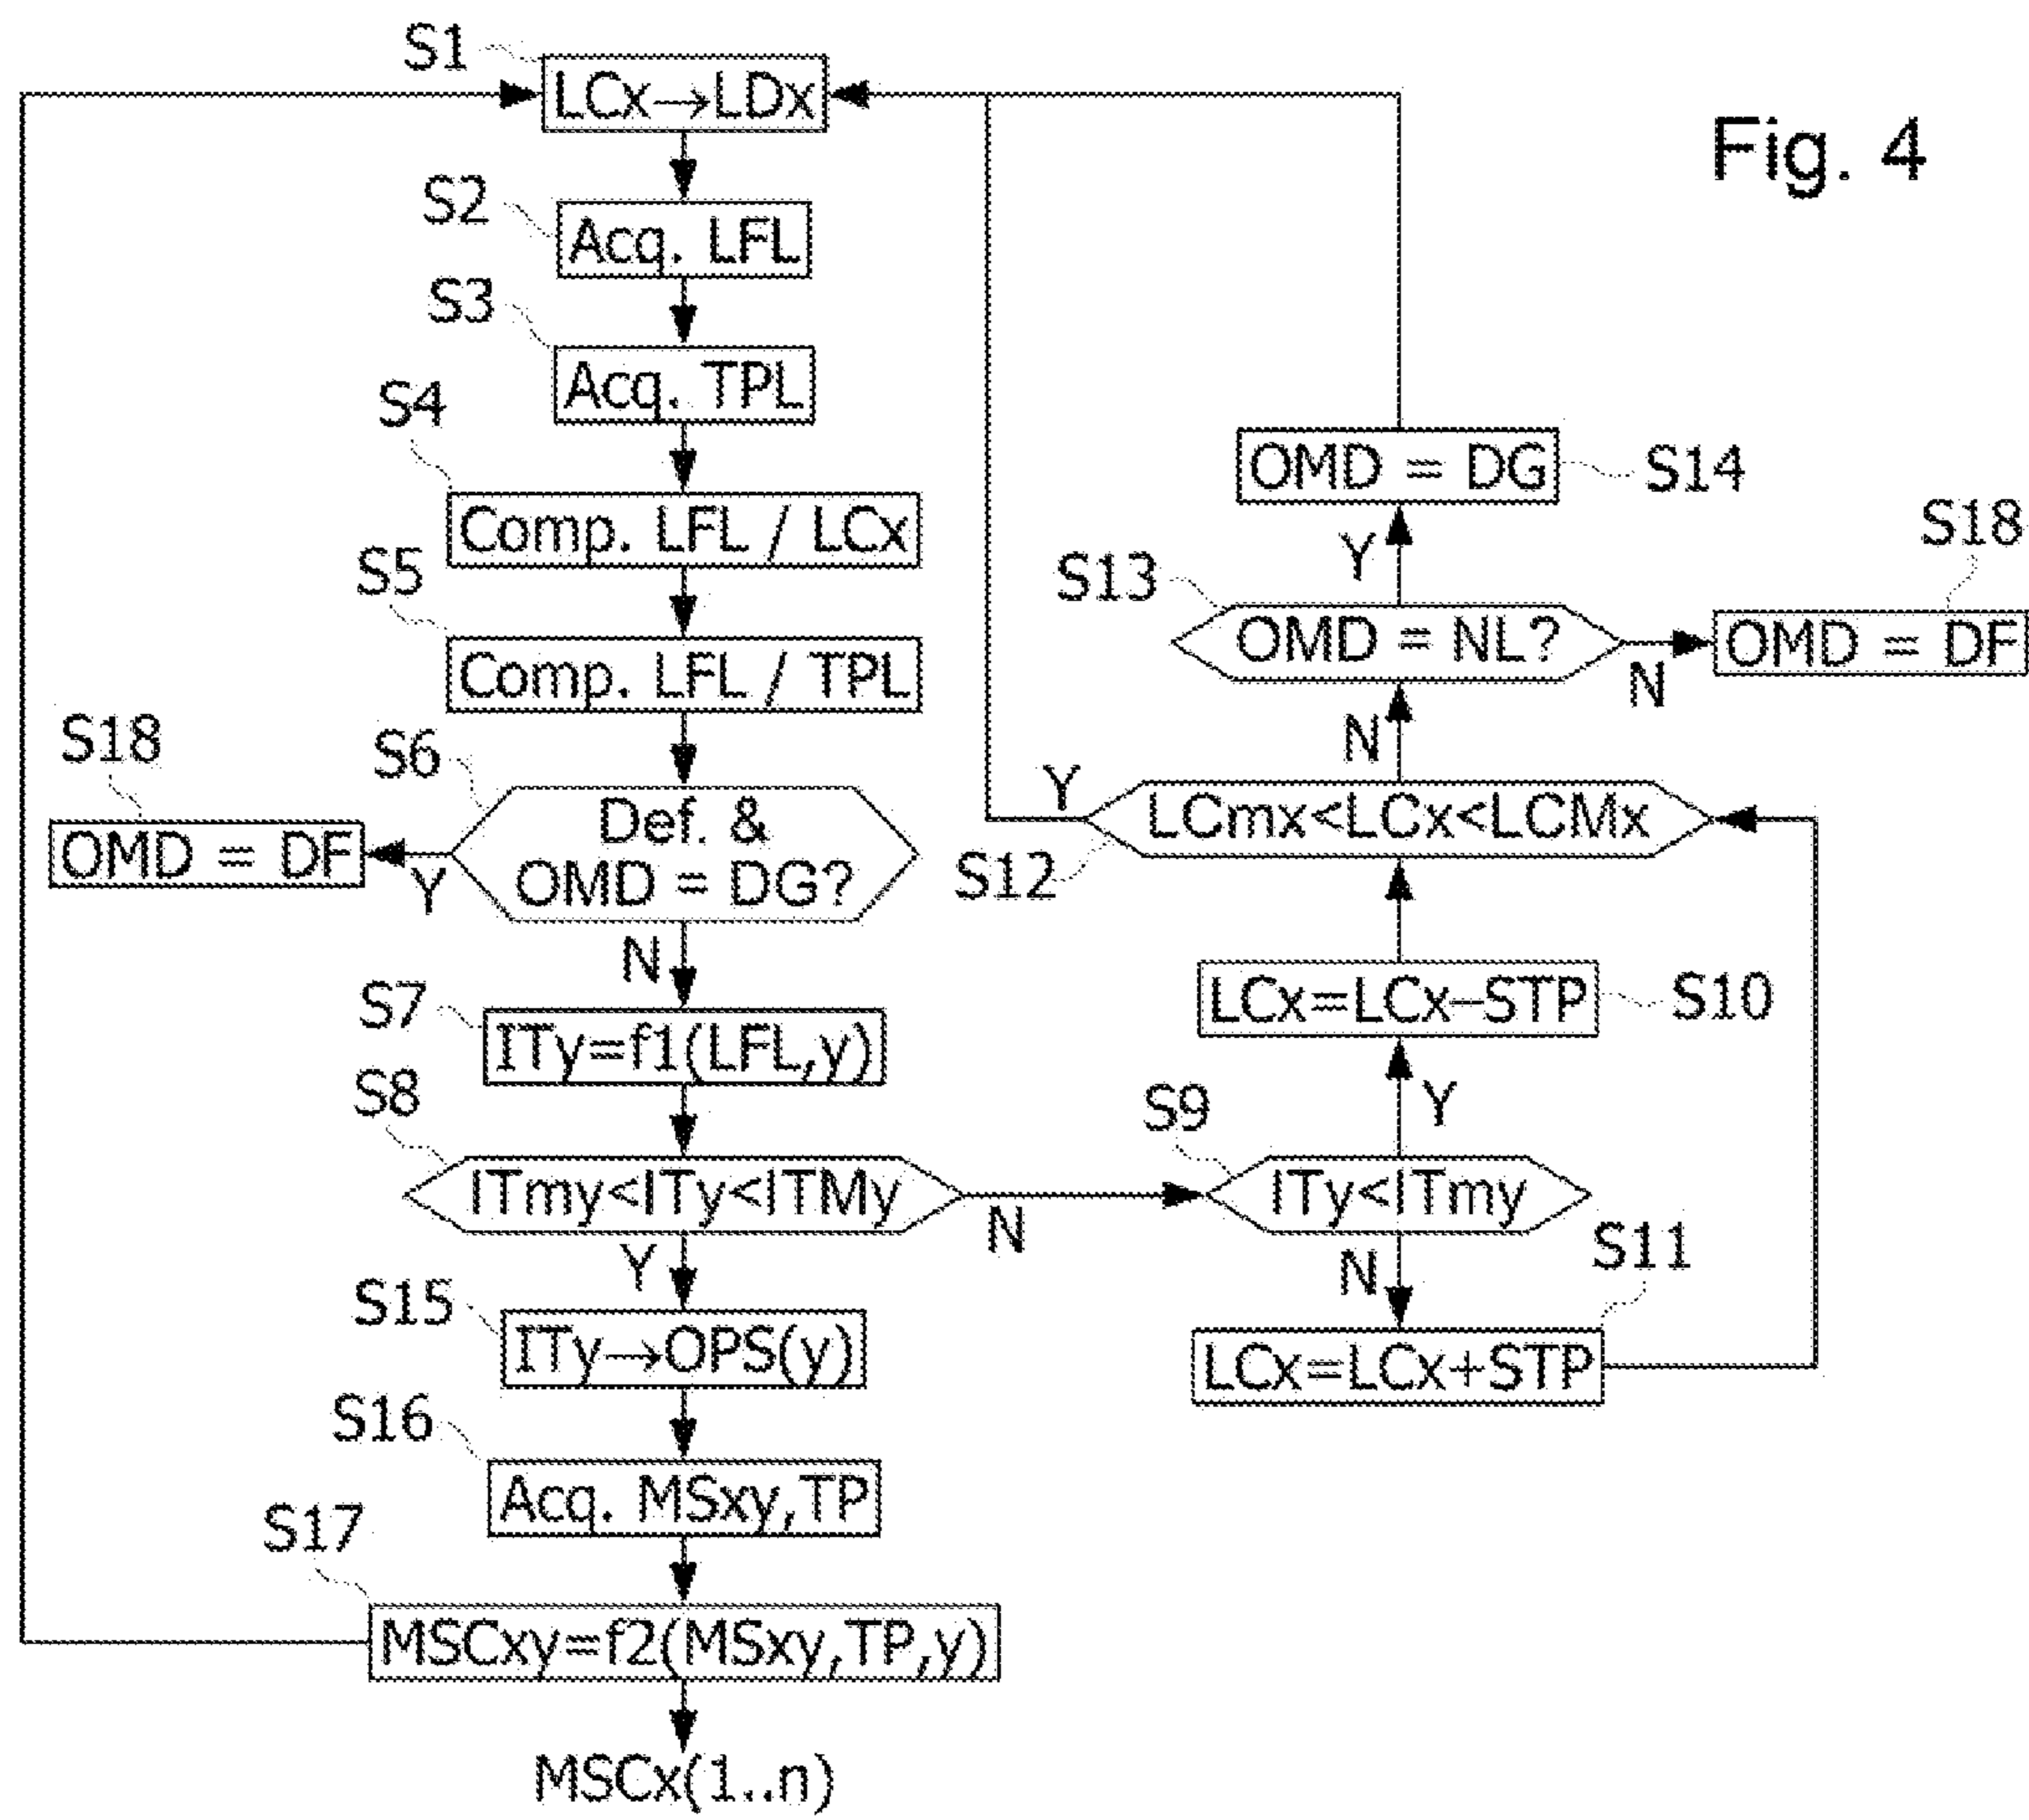 Fig. 4
S1
LCx→LDx
S2
Acq. LFL
S3
Acq. TPL
S4
Comp. LFL / LCx
S5
Comp. LFL / TPL
S6
Def. &
OMD = DG?
Y
S18
OMD = DF
N
S7
ITy=f1(LFL,y)
S8
ITmy<ITy<ITMy
N
Y
S9
ITy<ITmy
Y
N
S10
LCx=LCx–STP
S11
LCx=LCx+STP
S12
LCmx<LCx<LCMx
Y
N
S13
OMD = NL?
Y
N
S14
OMD = DG
S18
OMD = DF
S15
ITy→OPS(y)
S16
Acq. MSxy,TP
S17
MSCxy=f2(MSxy,TP,y)
MSCx(1..n)